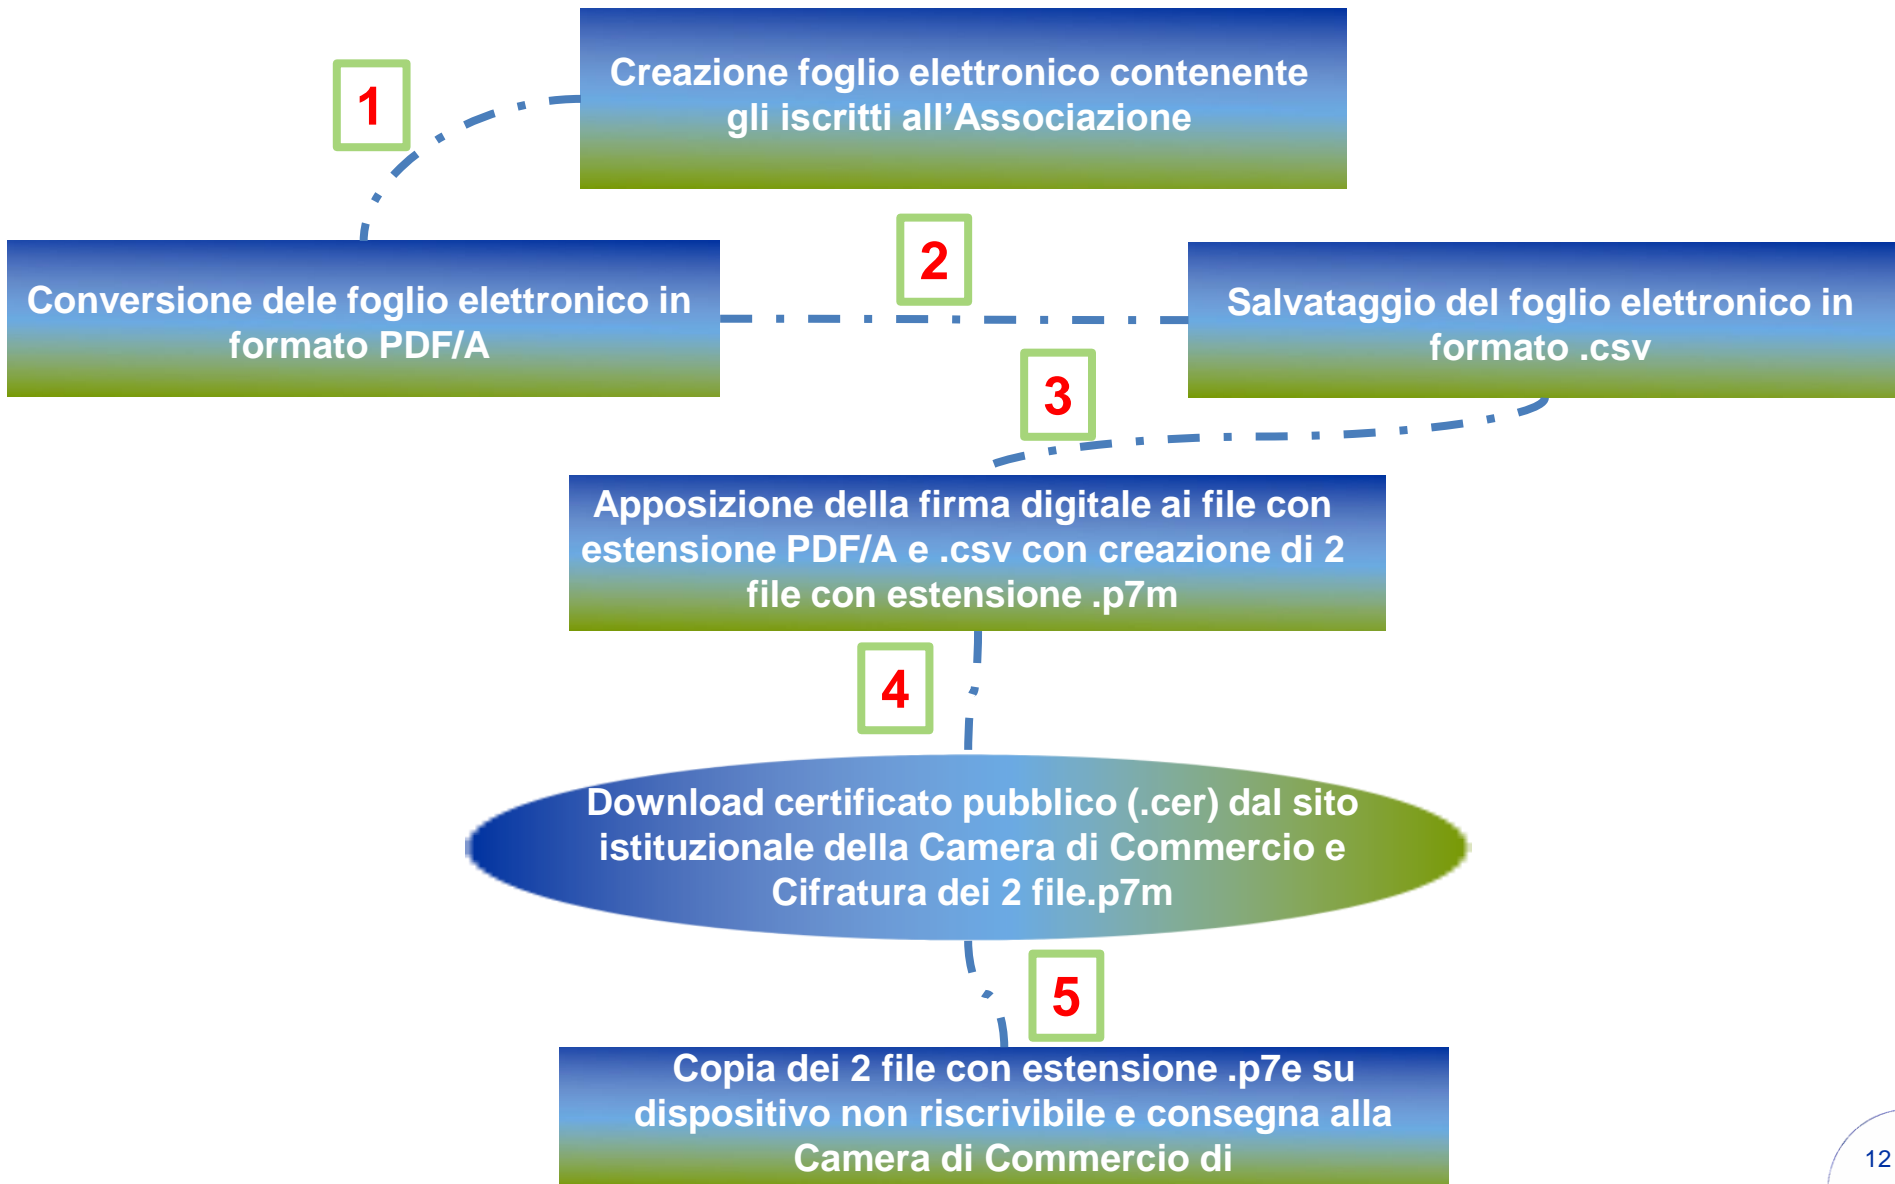 1
Creazione foglio elettronico contenente
gli iscritti all’Associazione
2
Conversione dele foglio elettronico in
formato PDF/A
Salvataggio del foglio elettronico in
formato .csv
3
Apposizione della firma digitale ai file con
estensione PDF/A e .csv con creazione di 2
file con estensione .p7m
4
Download certificato pubblico (.cer) dal sito
istituzionale della Camera di Commercio e
Cifratura dei 2 file.p7m
5
Copia dei 2 file con estensione .p7e su
dispositivo non riscrivibile e consegna alla
Camera di Commercio di
12